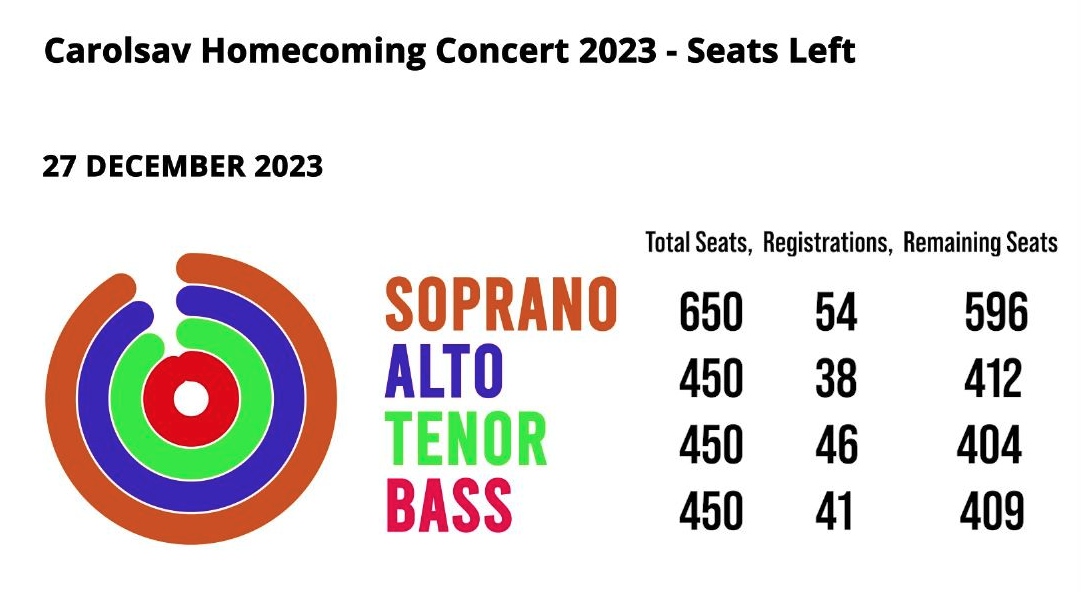 Carolsav Homecoming Concert 2023 - Seats Left
27 DECEMBER 2023
Total Seats, Registrations, Remaining Seats
SOPRANO 650 54 596
ALTO 450 38 412
TENOR 450 46 404
BASS 450 41 409